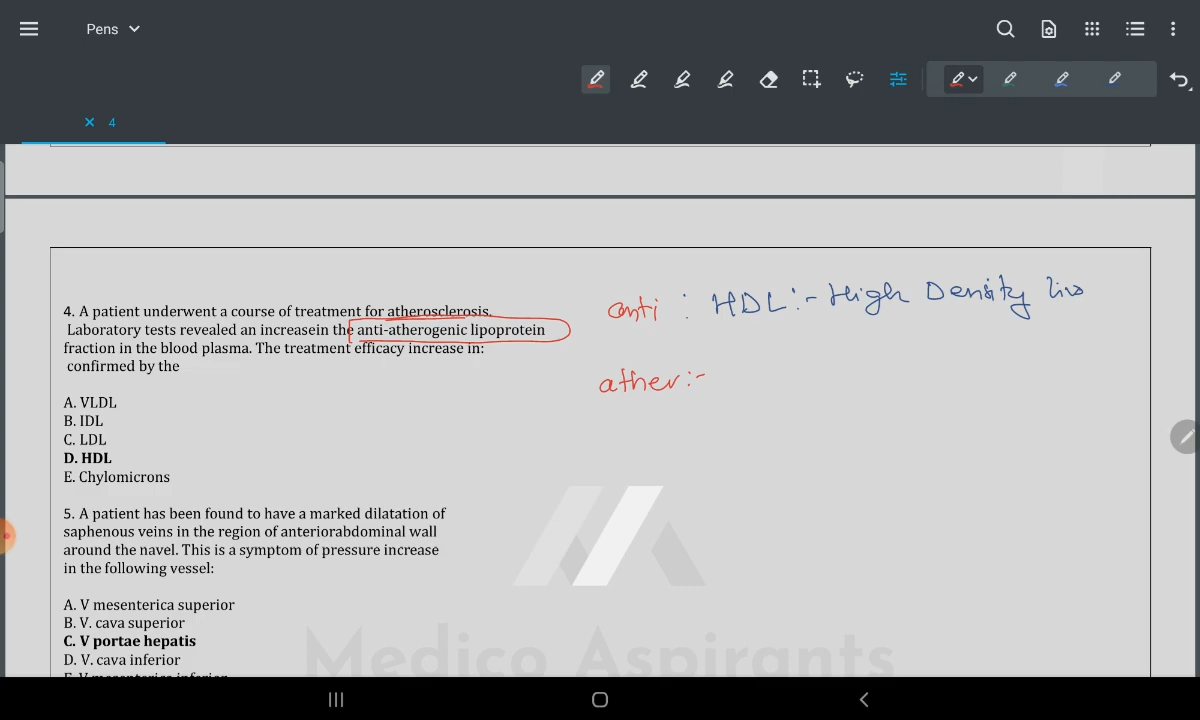 Pens
4
4. A patient underwent a course of treatment for atherosclerosis.
Laboratory tests revealed an increasein the anti-atherogenic lipoprotein
fraction in the blood plasma. The treatment efficacy increase in:
confirmed by the
anti : HDL:- High Density lip
ather:-
A. VLDL
B. IDL
C. LDL
D. HDL
E. Chylomicrons
5. A patient has been found to have a marked dilatation of
saphenous veins in the region of anteriorabdominal wall
around the navel. This is a symptom of pressure increase
in the following vessel:
A. V mesenterica superior
B. V. cava superior
C. V portae hepatis
D. V. cava inferior
E. V mesenterica inferior
Medico Aspirants